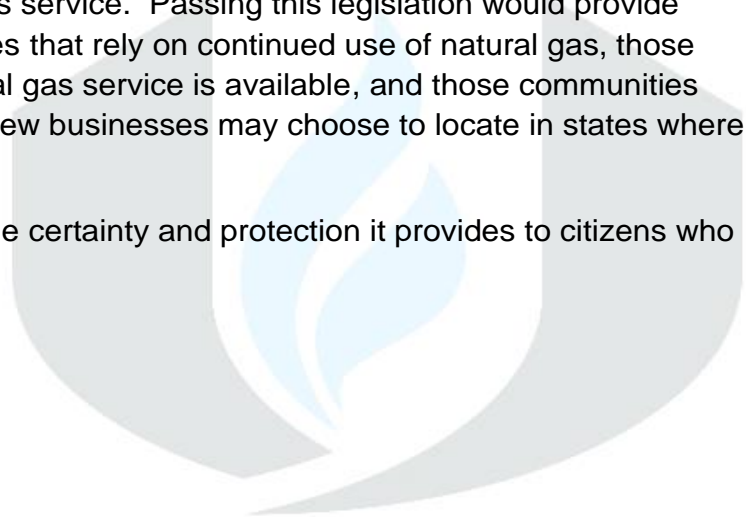 s service. Passing this legislation would provide
es that rely on continued use of natural gas, those
al gas service is available, and those communities
ew businesses may choose to locate in states where
e certainty and protection it provides to citizens who